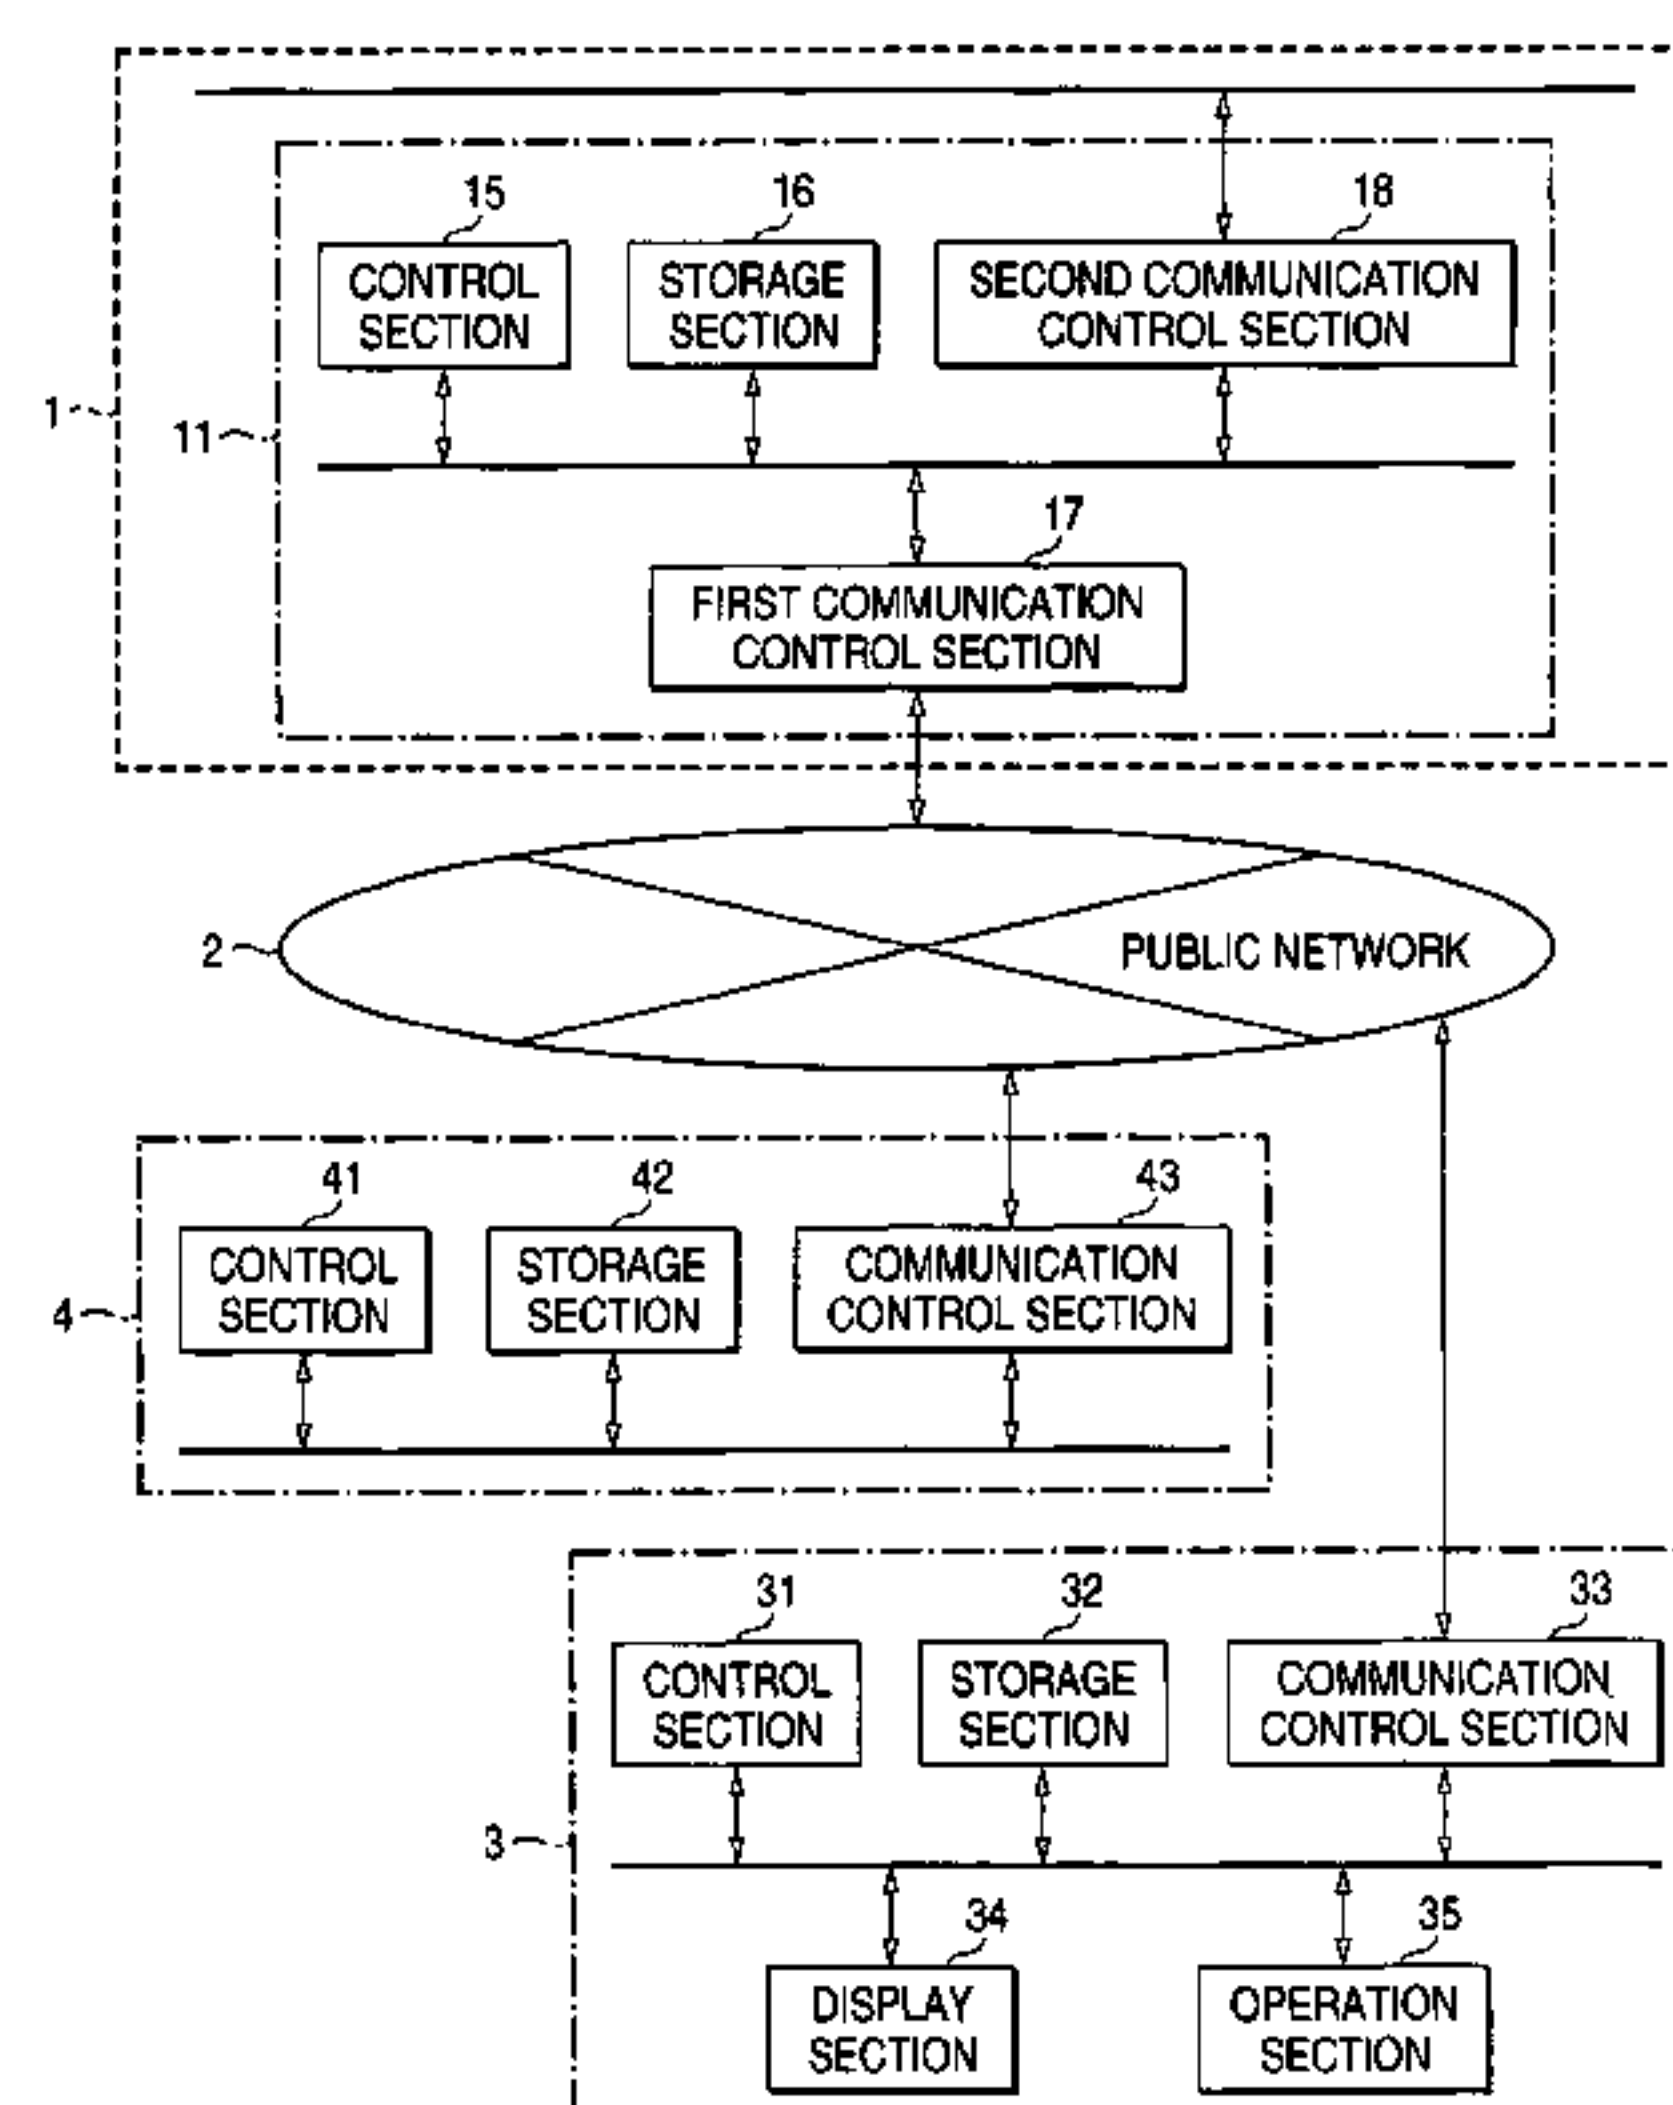 15
16
18
CONTROL
SECTION
STORAGE
SECTION
SECOND COMMUNICATION
CONTROL SECTION
1
11
17
FIRST COMMUNICATION
CONTROL SECTION
2
PUBLIC NETWORK
41
42
43
CONTROL
SECTION
STORAGE
SECTION
COMMUNICATION
CONTROL SECTION
4
31
32
33
CONTROL
SECTION
STORAGE
SECTION
COMMUNICATION
CONTROL SECTION
3
34
35
DISPLAY
SECTION
OPERATION
SECTION